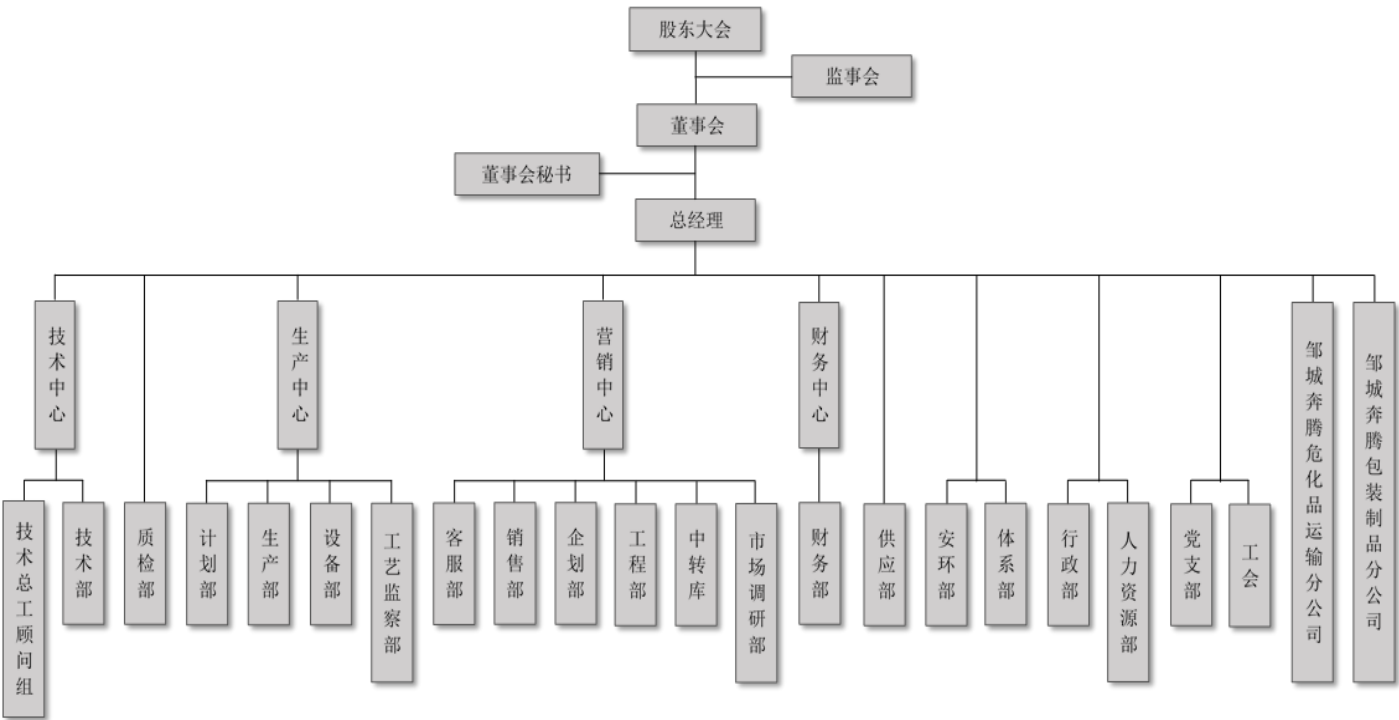 股东大会
监事会
董事会
董事会秘书
总经理
技术中心
生产中心
营销中心
财务中心
邹城奔腾危化品运输分公司
邹城奔腾包装制品分公司
技术总工顾问组
技术部
质检部
计划部
生产部
设备部
工艺监察部
客服部
销售部
企划部
工程部
中转库
市场调研部
财务部
供应部
安环部
体系部
行政部
人力资源部
党支部
工会